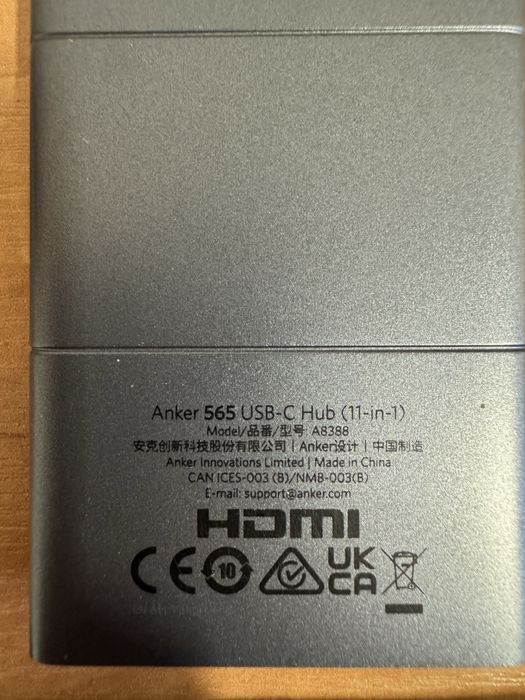 Anker 565 USB-C Hub (11-in-1)
Model/品番/型号: A8388
安克创新科技股份有限公司 | Anker设计 | 中国制造
Anker Innovations Limited | Made in China
CAN ICES-003 (B)/NMB-003(B)
E-mail: support@anker.com
HDMI
CE 10 UK CA